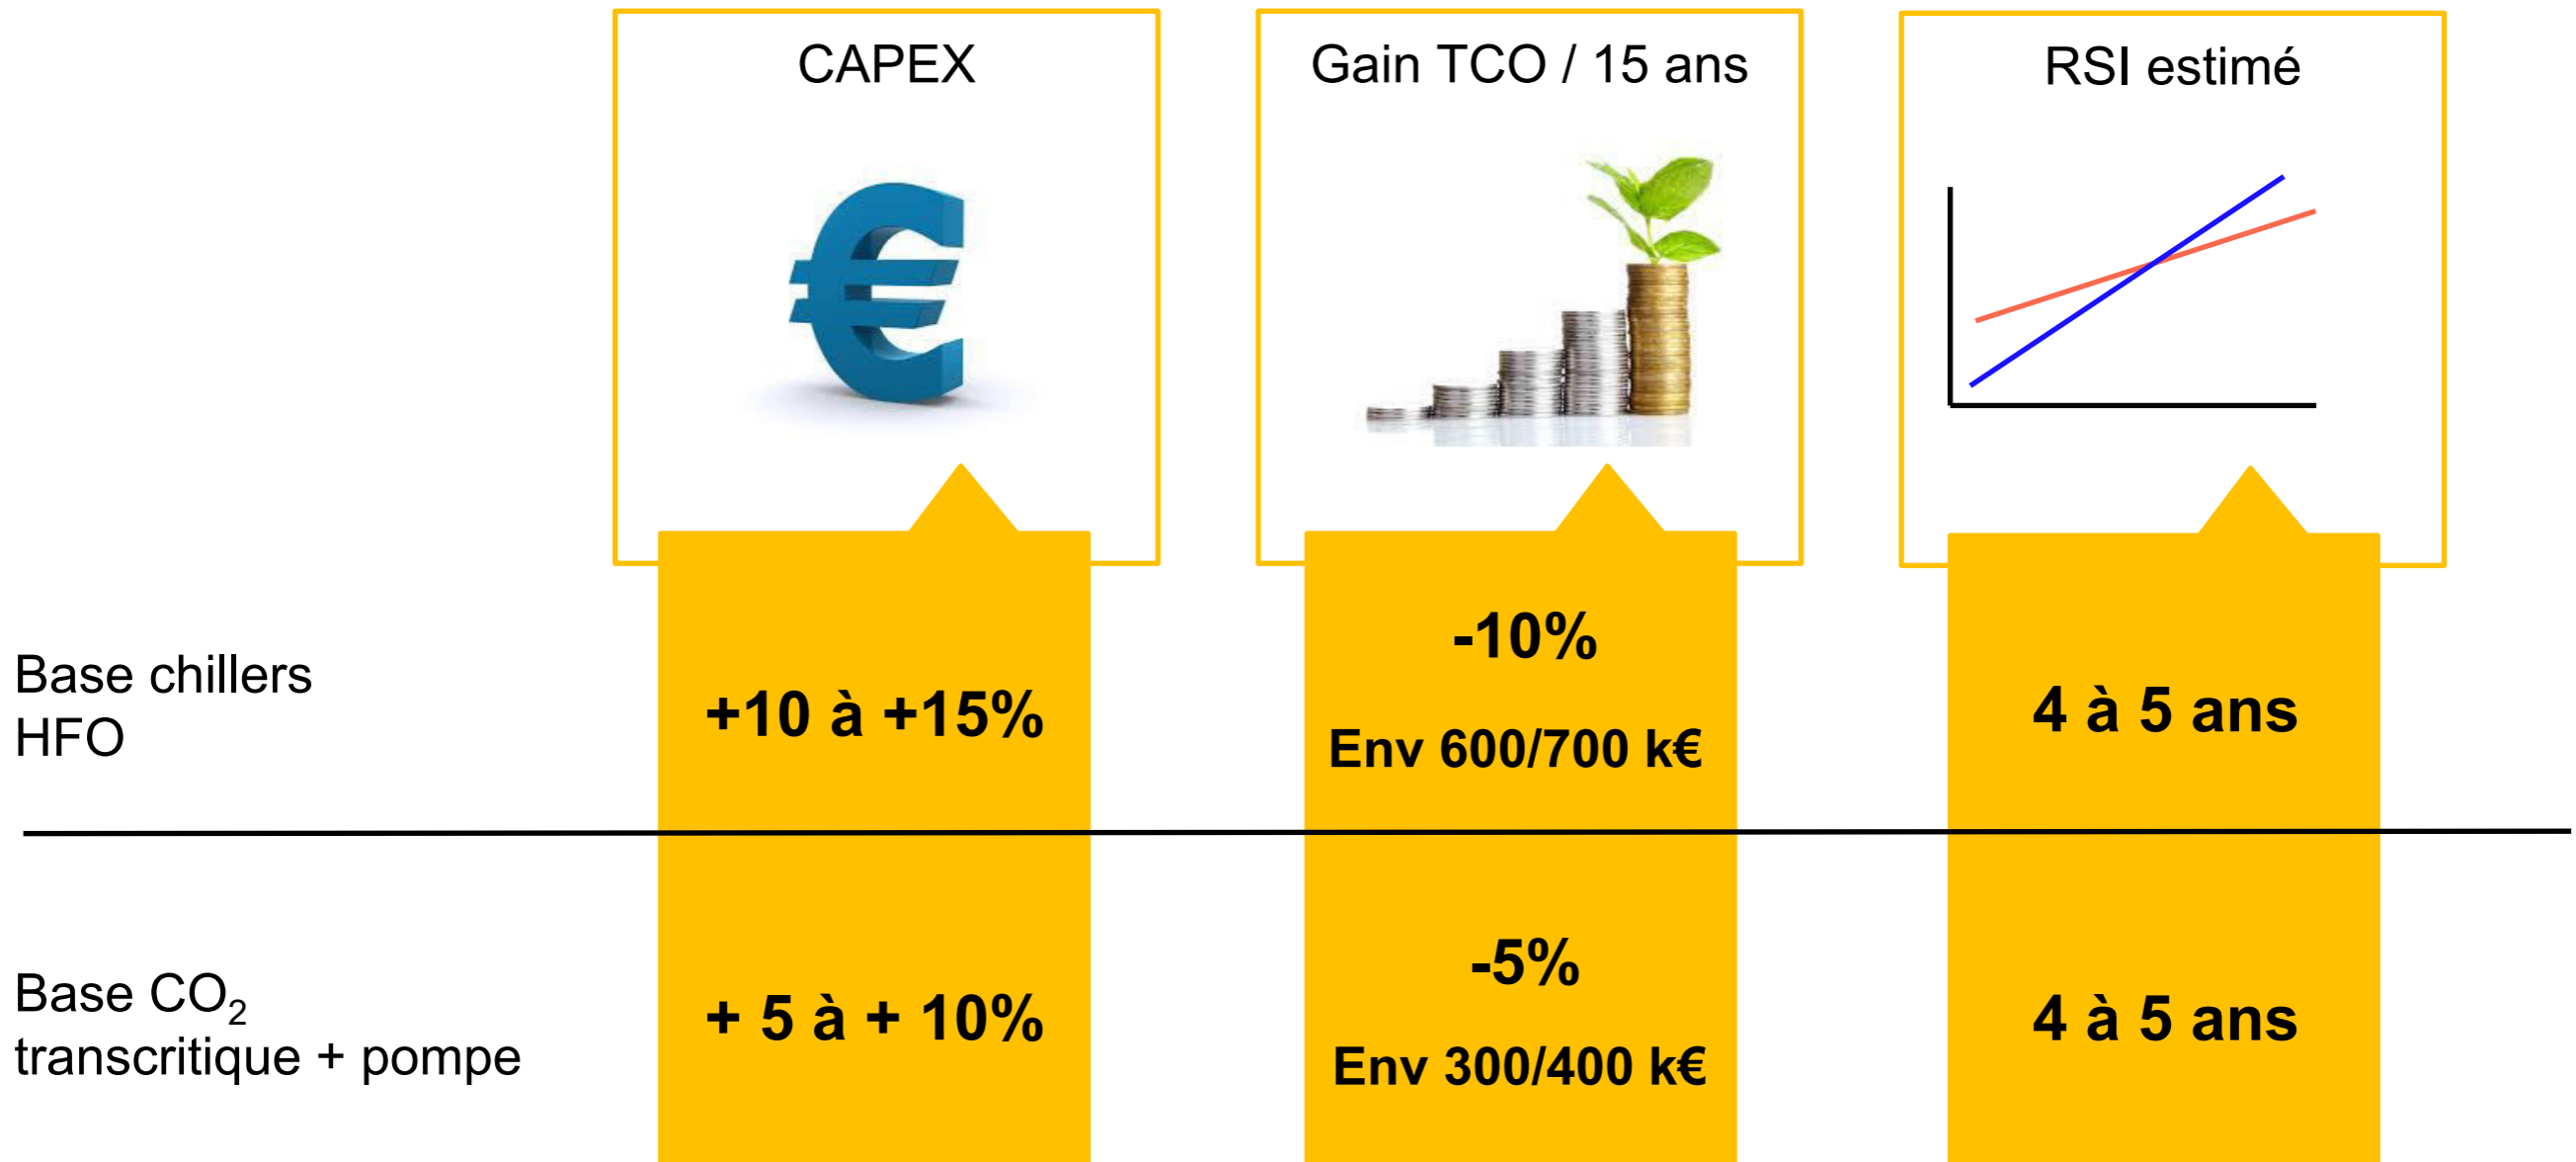 CAPEX
Gain TCO / 15 ans
RSI estimé
Base chillers
HFO
+10 à +15%
-10%
Env 600/700 k€
4 à 5 ans
Base CO₂
transcritique + pompe
+ 5 à + 10%
-5%
Env 300/400 k€
4 à 5 ans